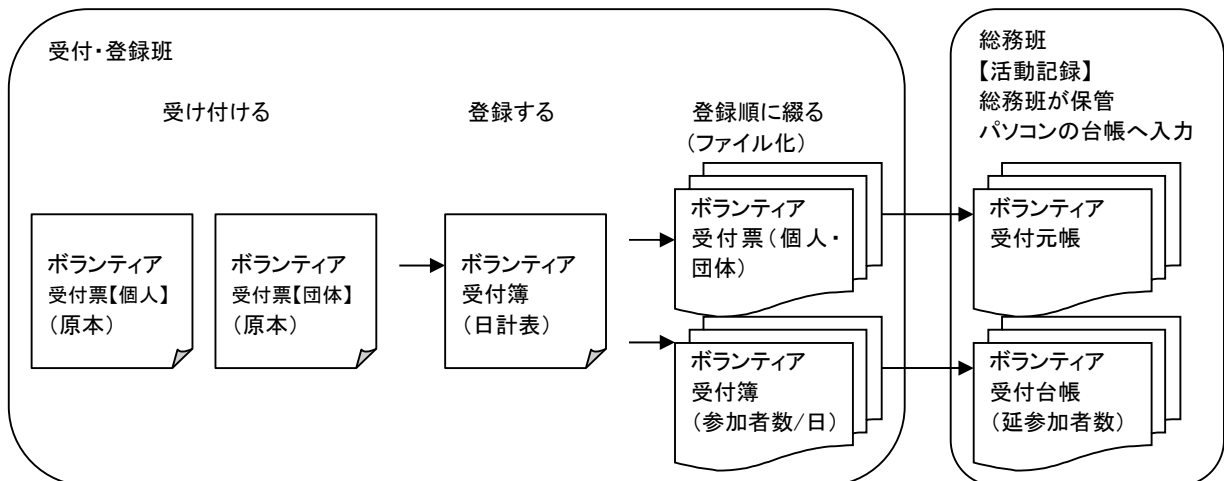 受付・登録班
受け付ける
登録する
登録順に綴る
（ファイル化）
ボランティア
受付票【個人】
（原本）
ボランティア
受付票【団体】
（原本）
ボランティア
受付簿
（日計表）
ボランティア
受付票（個人・
団体）
ボランティア
受付簿
（参加者数/日）
総務班
【活動記録】
総務班が保管
パソコンの台帳へ入力
ボランティア
受付元帳
ボランティア
受付台帳
（延参加者数）